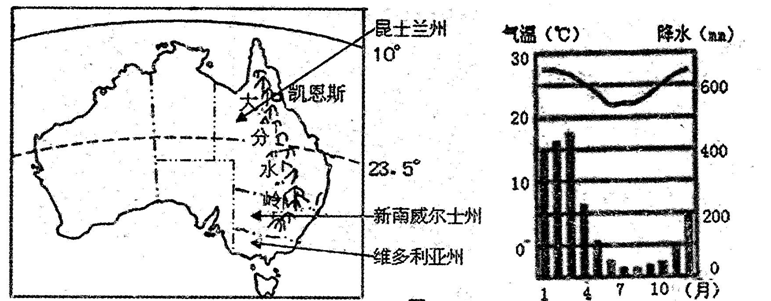 昆士兰州
10°
凯恩斯
大
分
水
岭
23.5°
新南威尔士州
维多利亚州
气温(℃) 降水(mm)
30
600
20
400
10
200
0
0
1 4 7 10 (月)